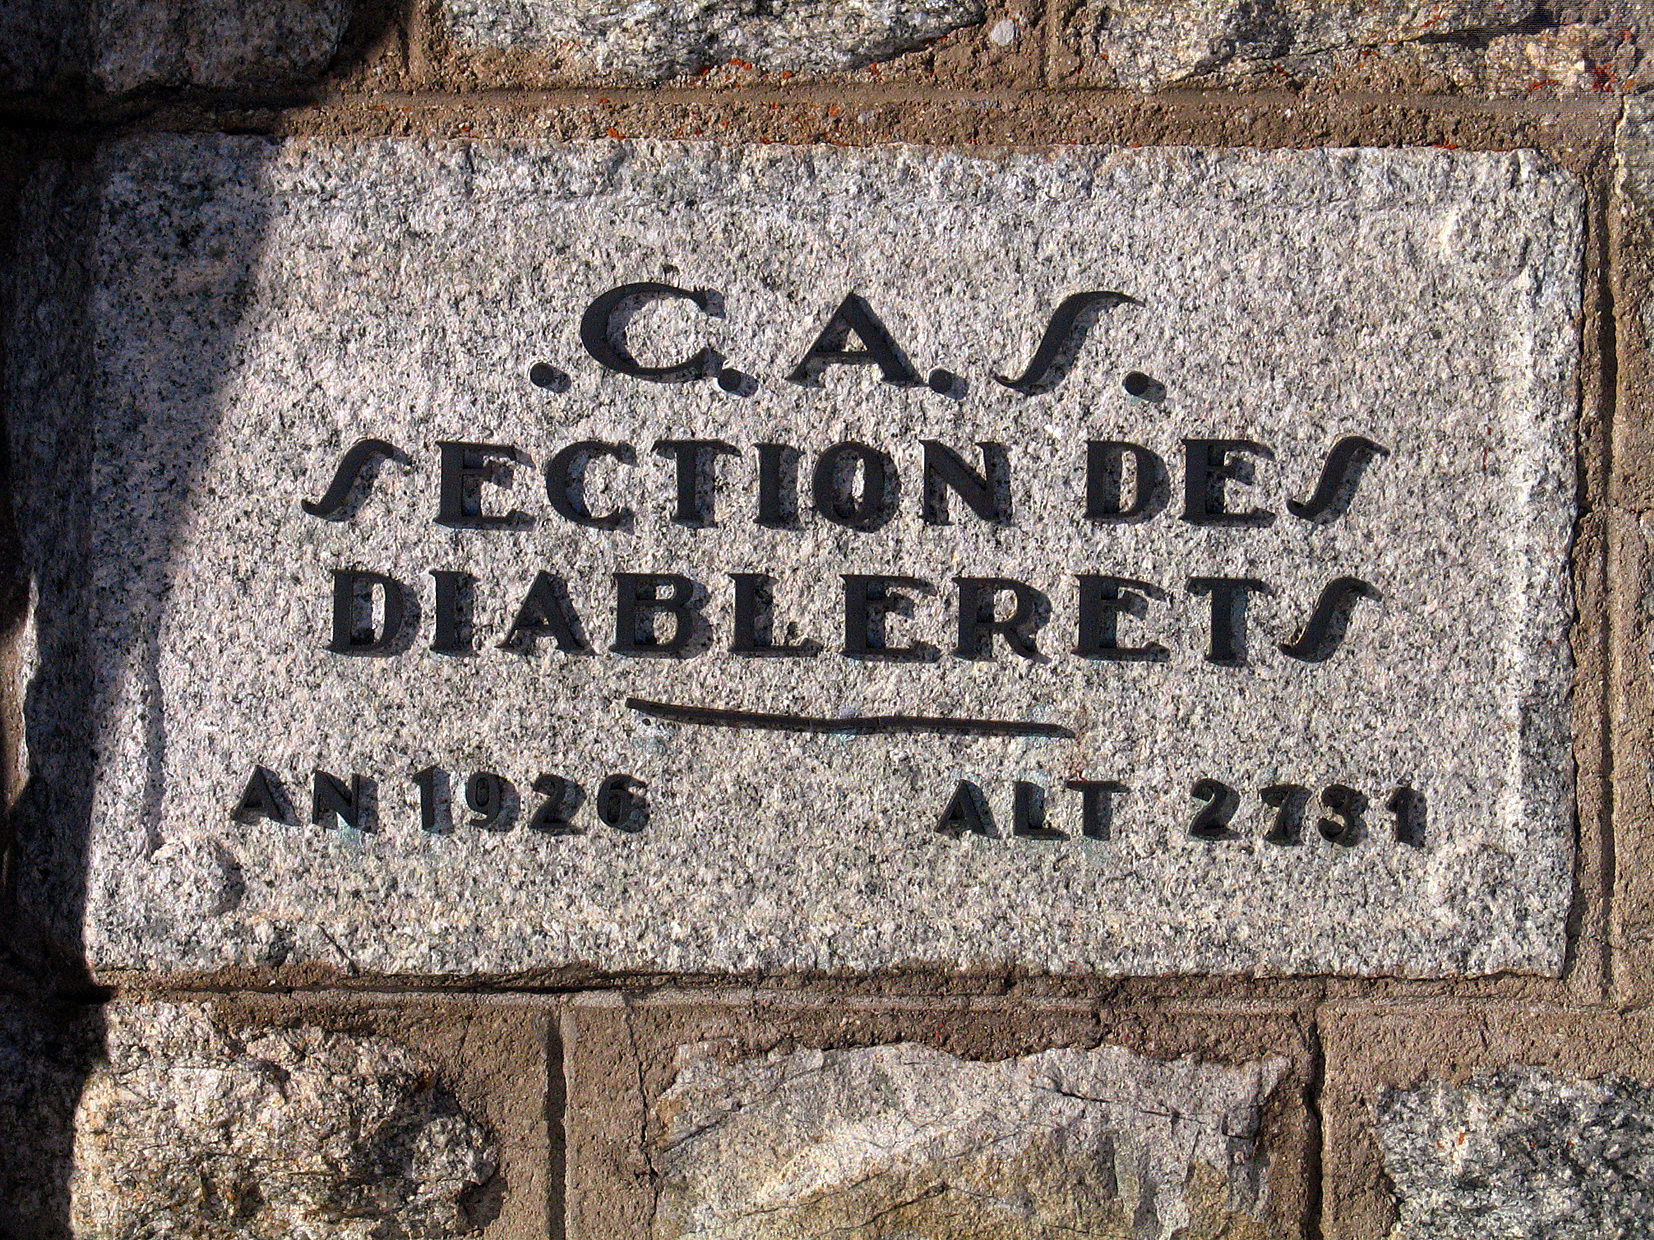 .C.A.S.
SECTION DES
DIABLERETS
AN 1926 ALT 2731